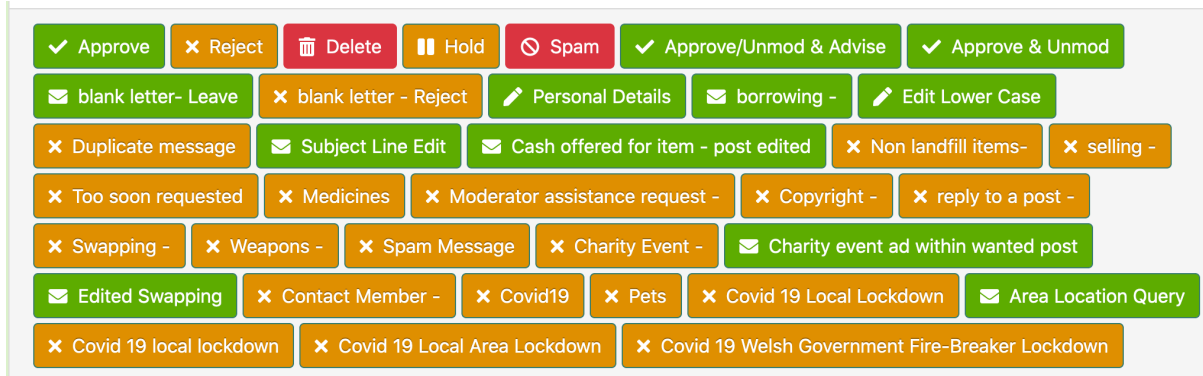 Approve Reject Delete Hold Spam Approve/Unmod & Advise Approve & Unmod
blank letter- Leave blank letter - Reject Personal Details borrowing - Edit Lower Case
Duplicate message Subject Line Edit Cash offered for item - post edited Non landfill items- selling -
Too soon requested Medicines Moderator assistance request - Copyright - reply to a post -
Swapping - Weapons - Spam Message Charity Event - Charity event ad within wanted post
Edited Swapping Contact Member - Covid19 Pets Covid 19 Local Lockdown Area Location Query
Covid 19 local lockdown Covid 19 Local Area Lockdown Covid 19 Welsh Government Fire-Breaker Lockdown